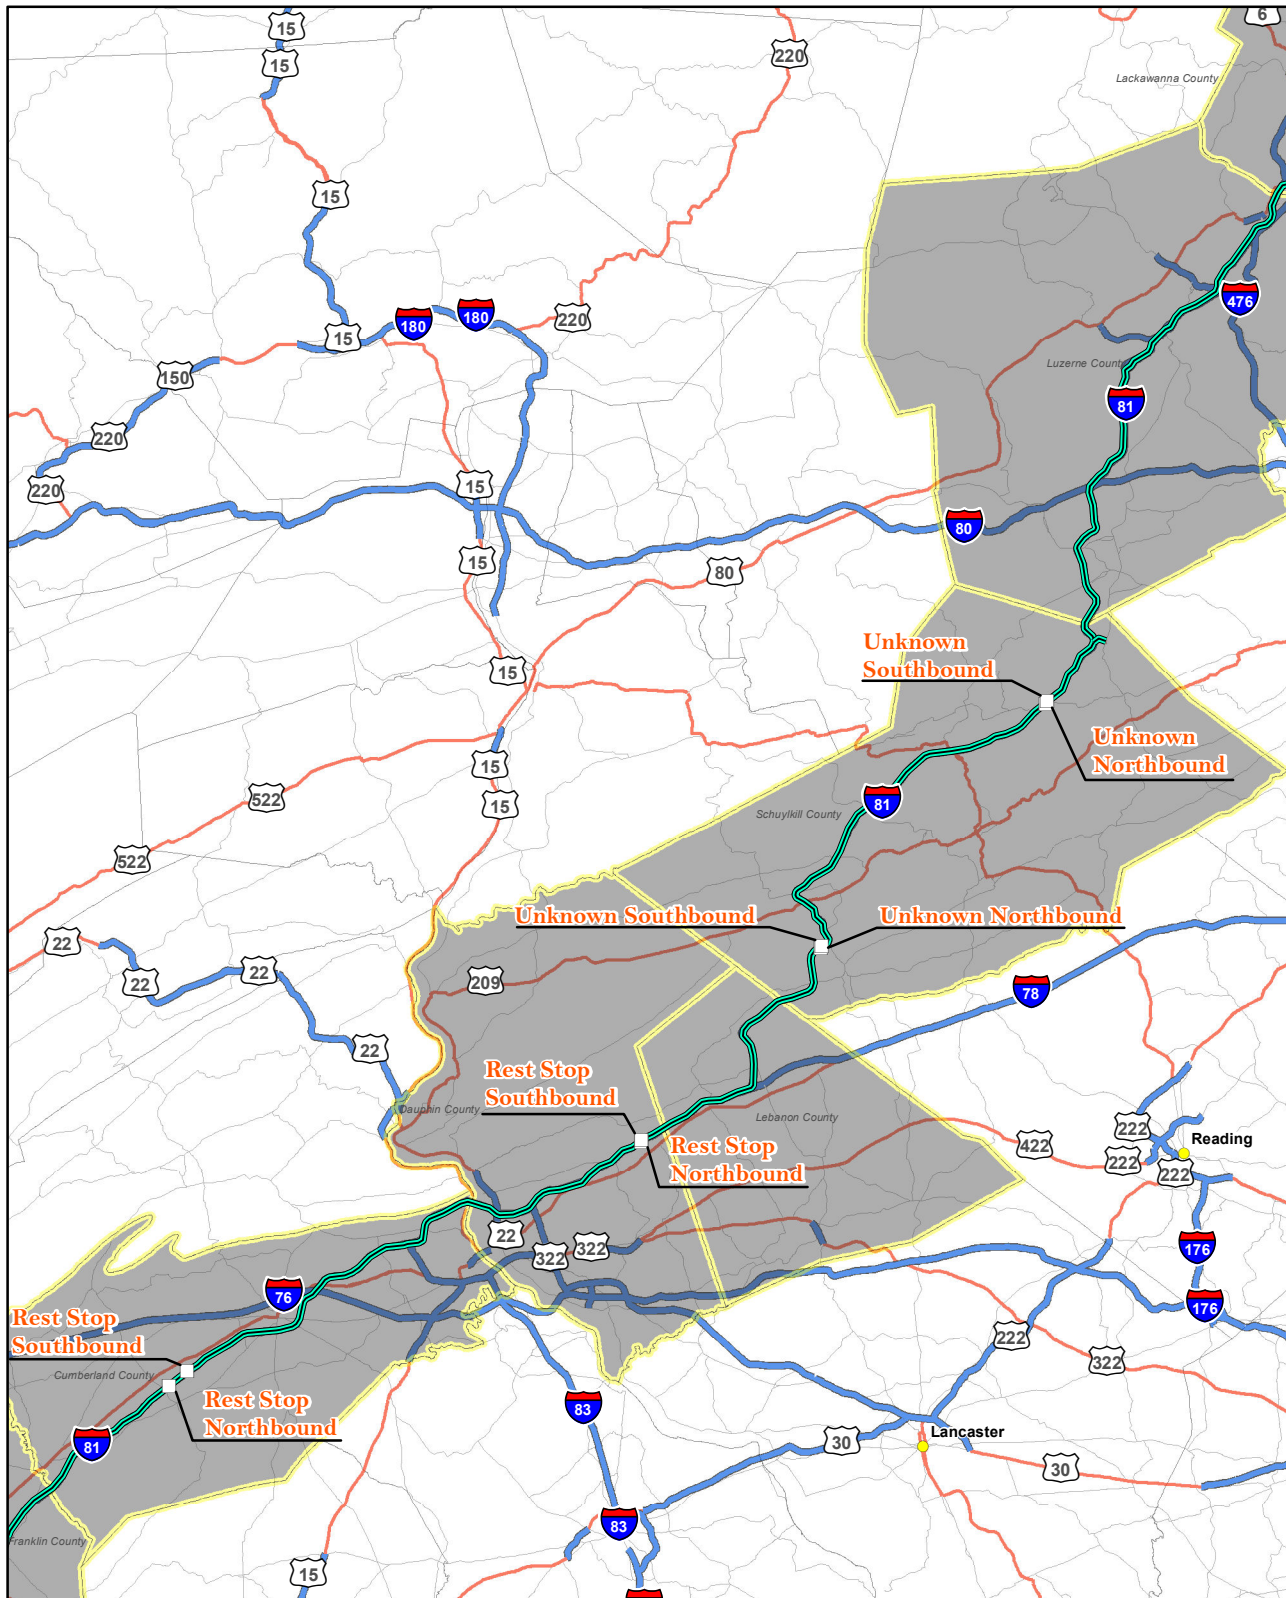 15
6
15
220
Lackawanna County
15
476
180
180
220
15
Luzerne County
150
81
220
15
220
80
15
80
Unknown
Southbound
15
Unknown
Northbound
15
522
81
15
Schuylkill County
522
Unknown Southbound
Unknown Northbound
22
22
22
209
78
22
Rest Stop
Southbound
Dauphin County
Lebanon County
222
422
Reading
Rest Stop
Northbound
222
222
22
322
322
176
76
176
Rest Stop
Southbound
222
322
Cumberland County
Rest Stop
Northbound
83
81
30
Lancaster
30
83
Franklin County
15